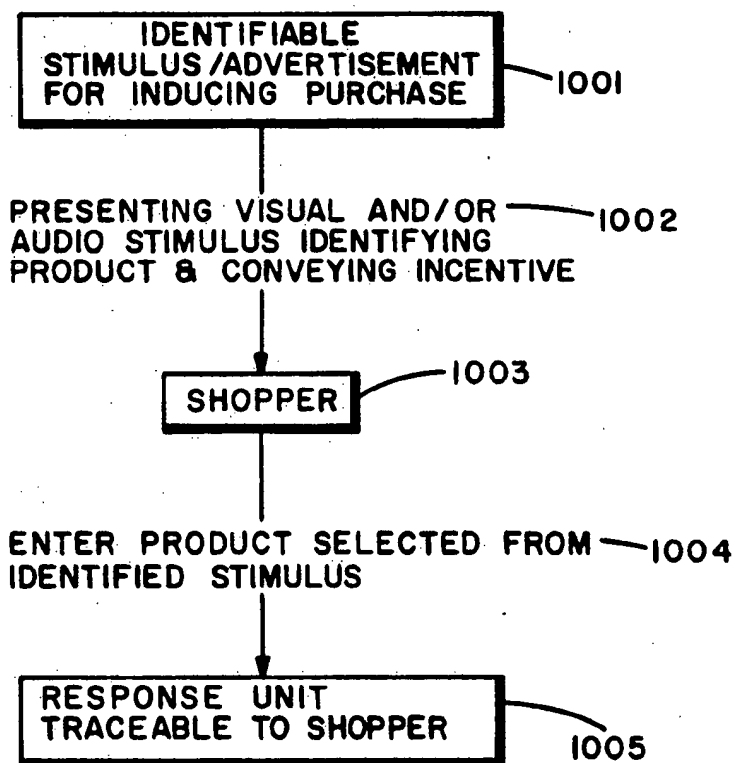 IDENTIFIABLE
STIMULUS/ADVERTISEMENT
FOR INDUCING PURCHASE
1001
PRESENTING VISUAL AND/OR
1002
AUDIO STIMULUS IDENTIFYING
PRODUCT & CONVEYING INCENTIVE
1003
SHOPPER
ENTER PRODUCT SELECTED FROM
1004
IDENTIFIED STIMULUS
RESPONSE UNIT
TRACEABLE TO SHOPPER
1005